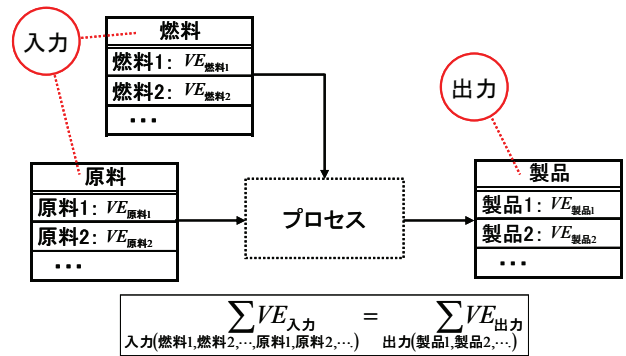 入力
燃料
燃料1: VE燃料1
燃料2: VE燃料2
・・・
出力
原料
原料1: VE原料1
原料2: VE原料2
・・・
プロセス
製品
製品1: VE製品1
製品2: VE製品2
・・・
∑VE入力 = ∑VE出力
入力(燃料1,燃料2,…,原料1,原料2,…) 出力(製品1,製品2,…)